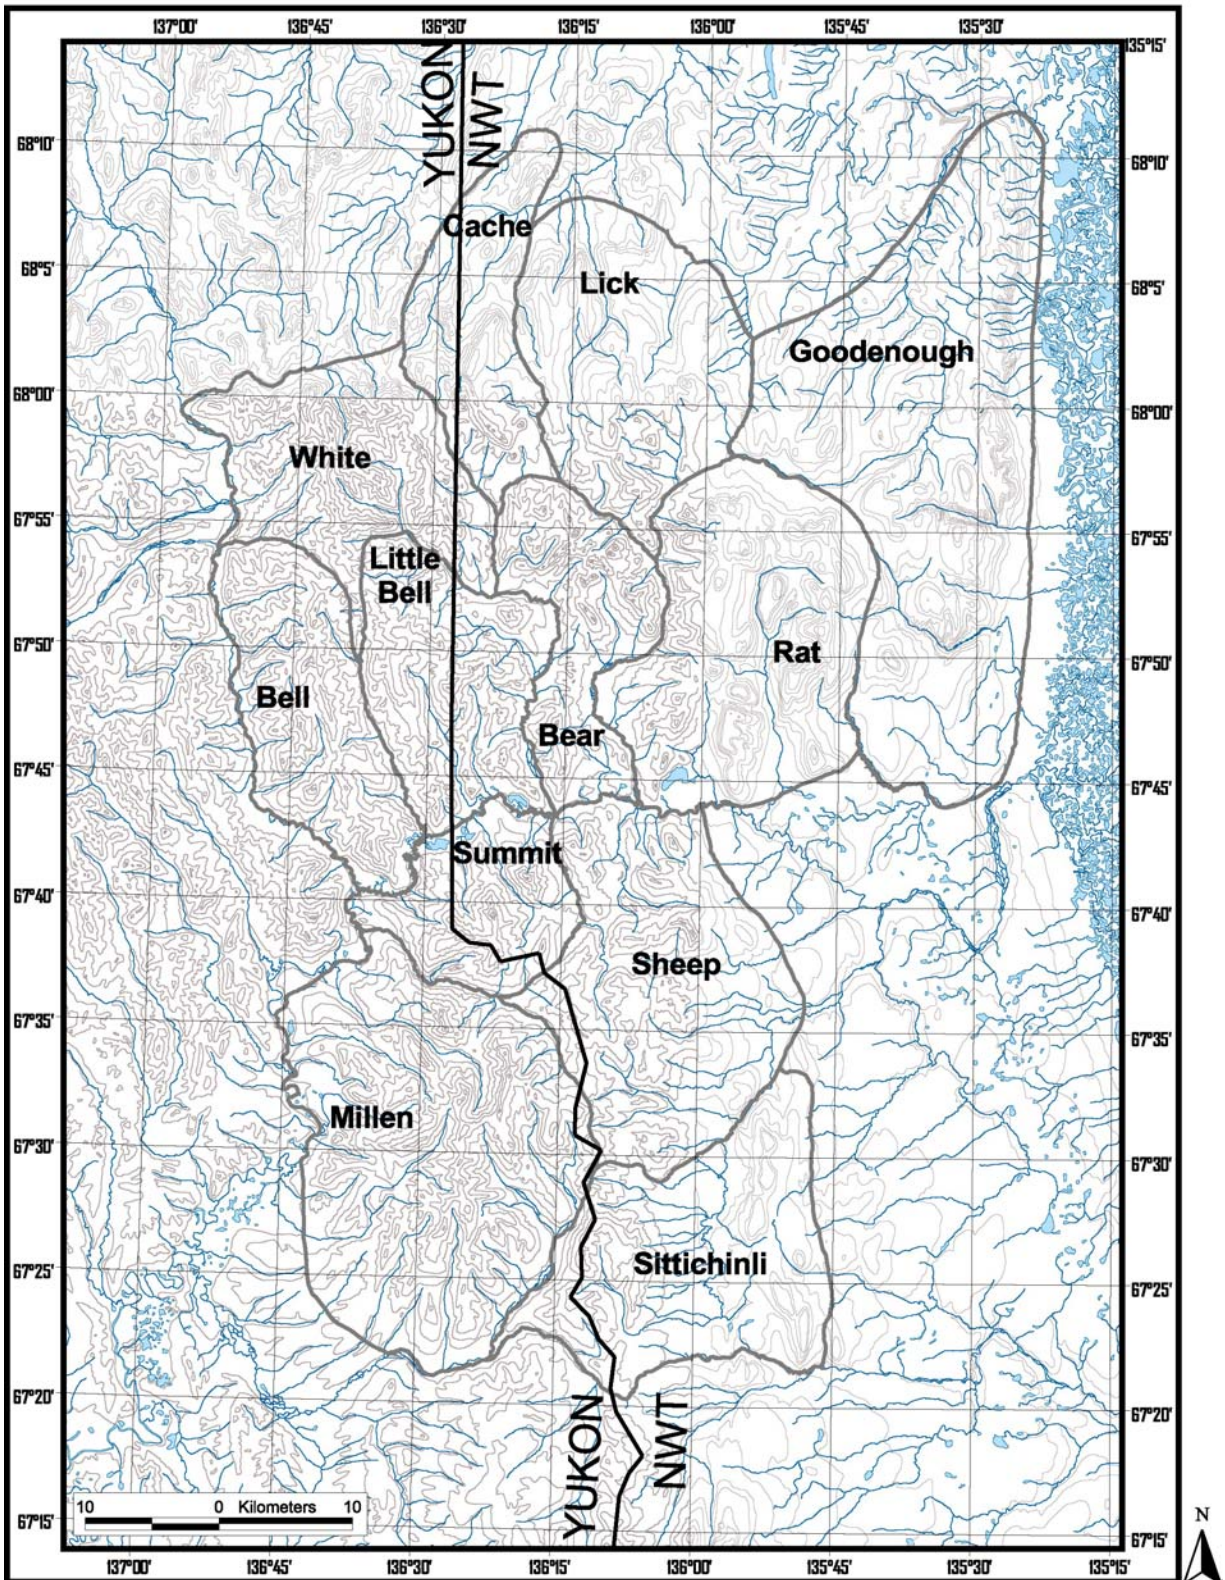 137°00' 136°45' 136°30' 136°15' 136°00' 135°45' 135°30'
135°15'
YUKON
NWT
68°10' 68°10'
Cache
68°5' 68°5'
Lick
Goodenough
68°00' 68°00'
White
67°55' 67°55'
Little
Bell
67°50' 67°50'
Rat
Bell
Bear
67°45' 67°45'
Summit
67°40' 67°40'
Sheep
67°35' 67°35'
Millen
67°30' 67°30'
Sittichinli
67°25' 67°25'
67°20' 67°20'
YUKON
NWT
10 0 Kilometers 10
67°15' 67°15'
N
137°00' 136°45' 136°30' 136°15' 136°00' 135°45' 135°30' 135°15'